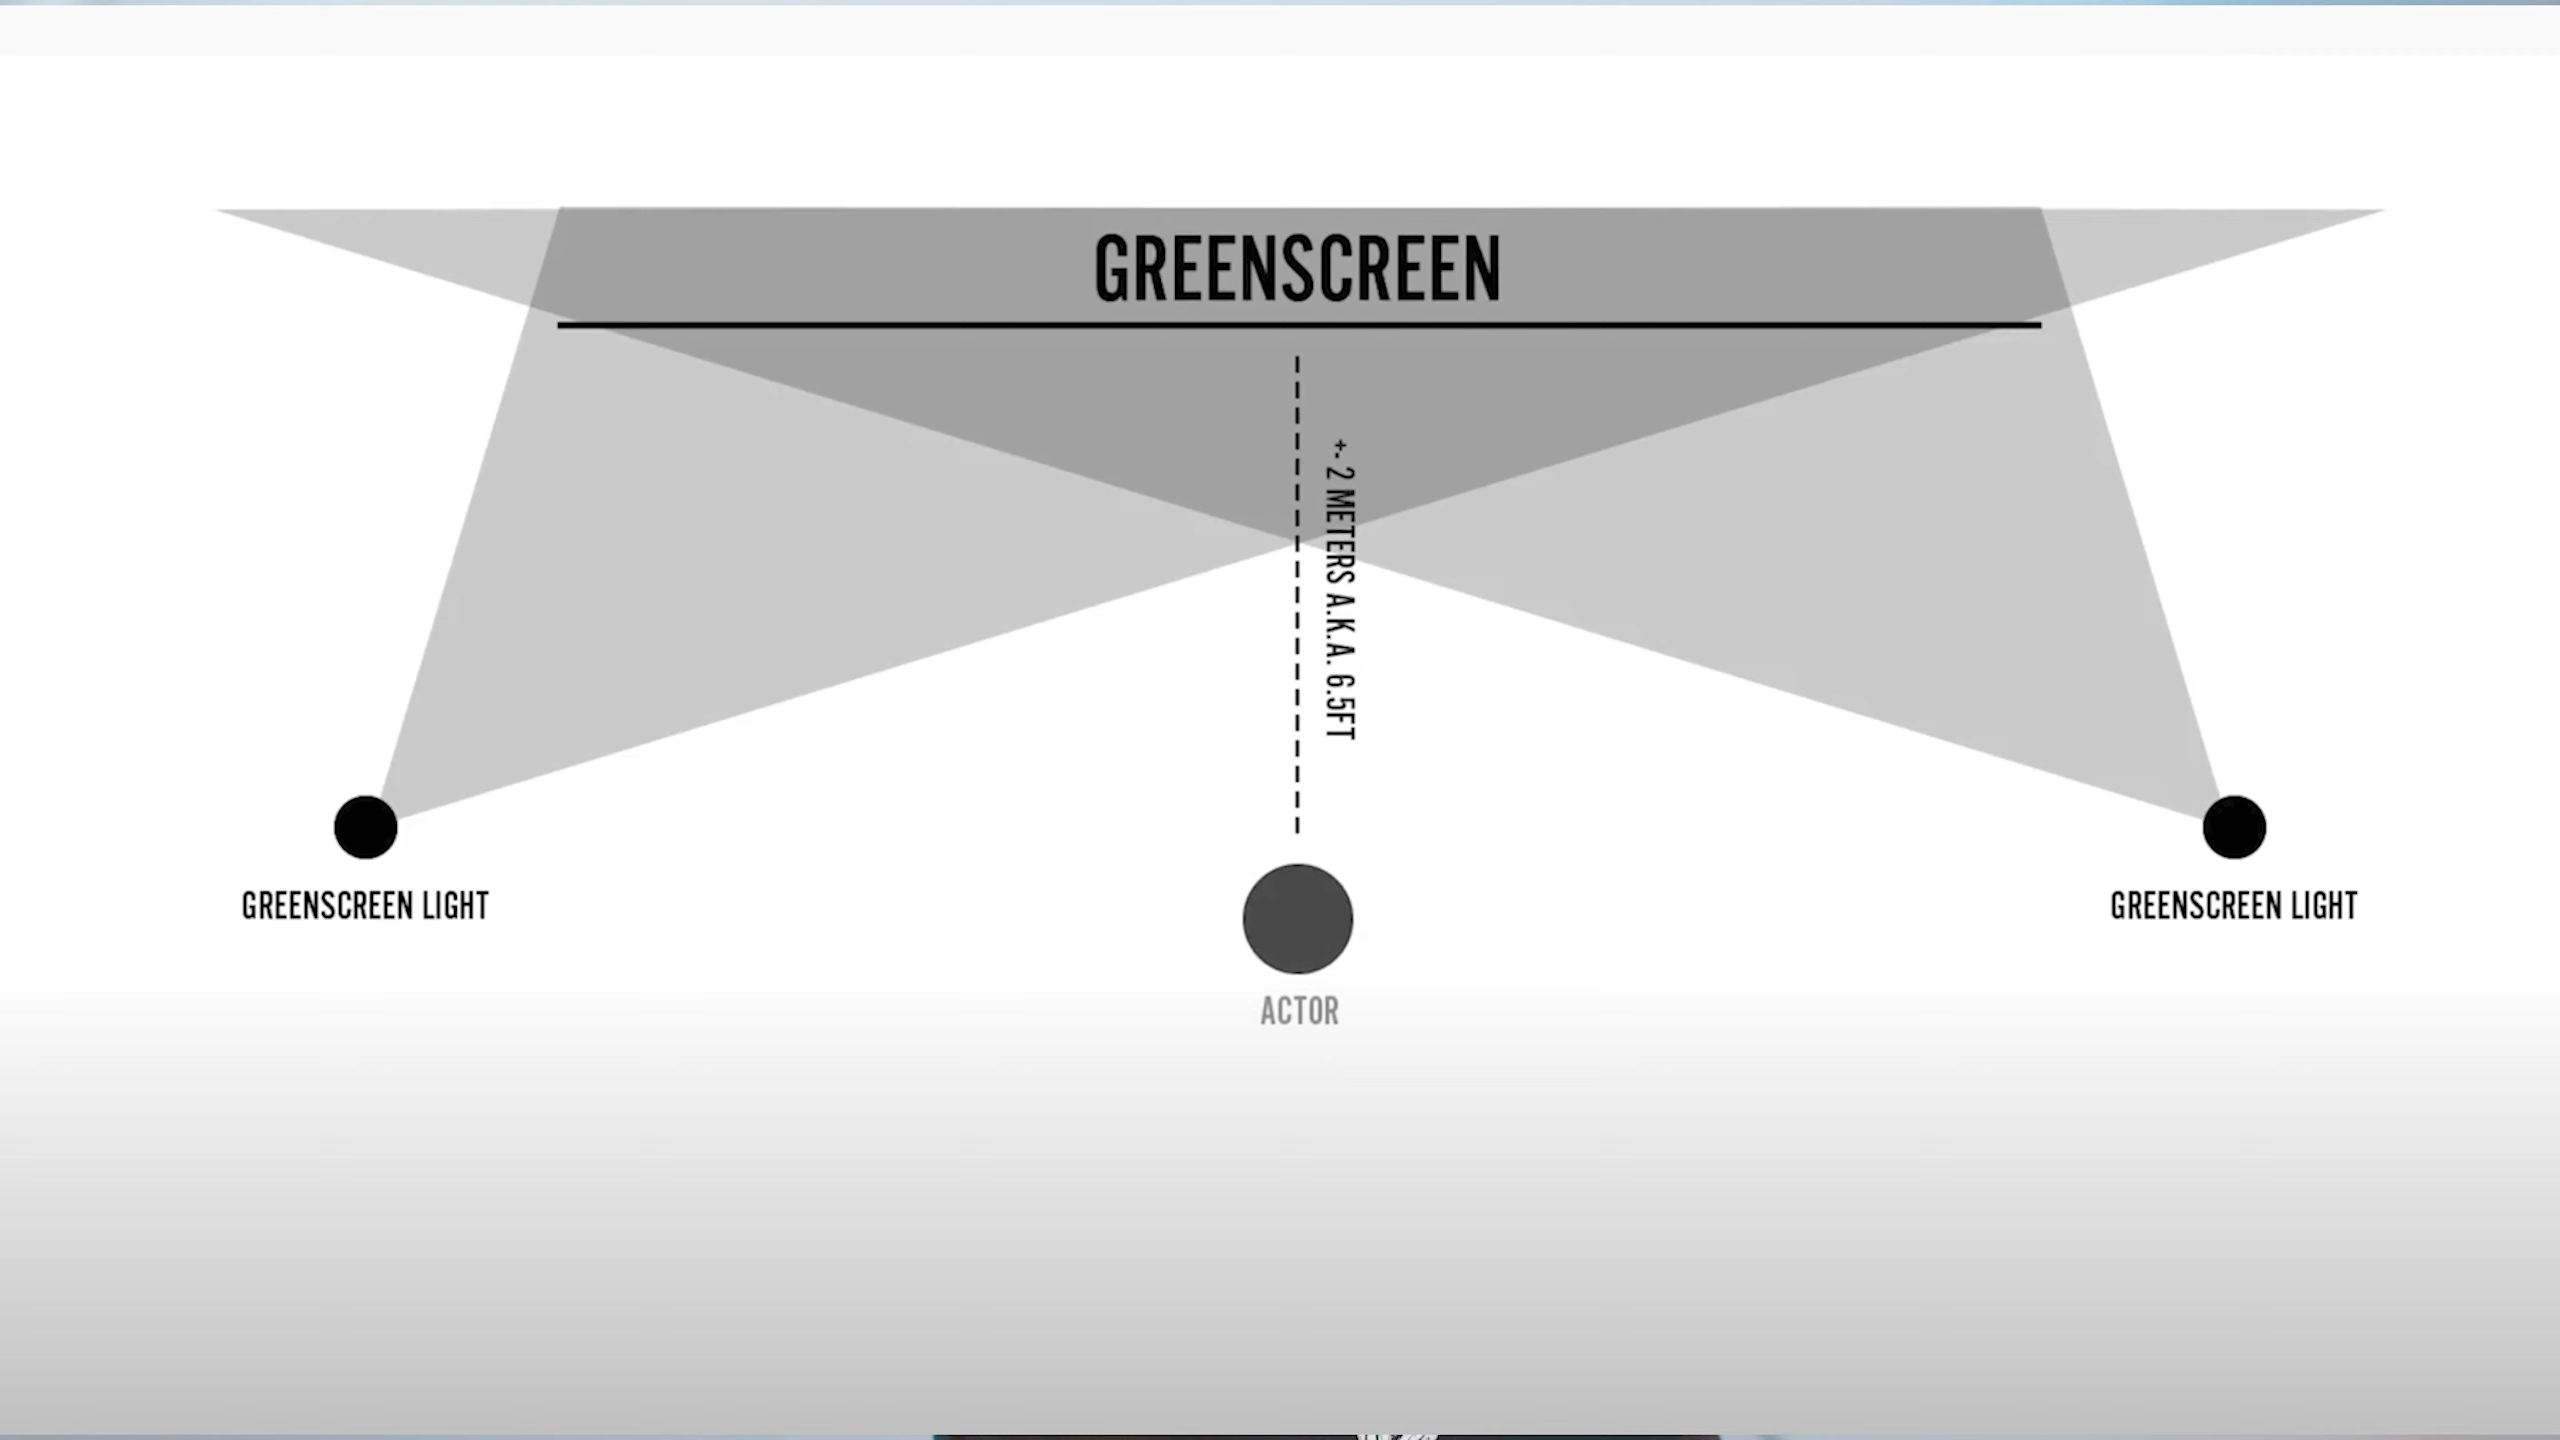 GREENSCREEN
+- 2 METERS A.K.A. 6.5FT
GREENSCREEN LIGHT
GREENSCREEN LIGHT
ACTOR